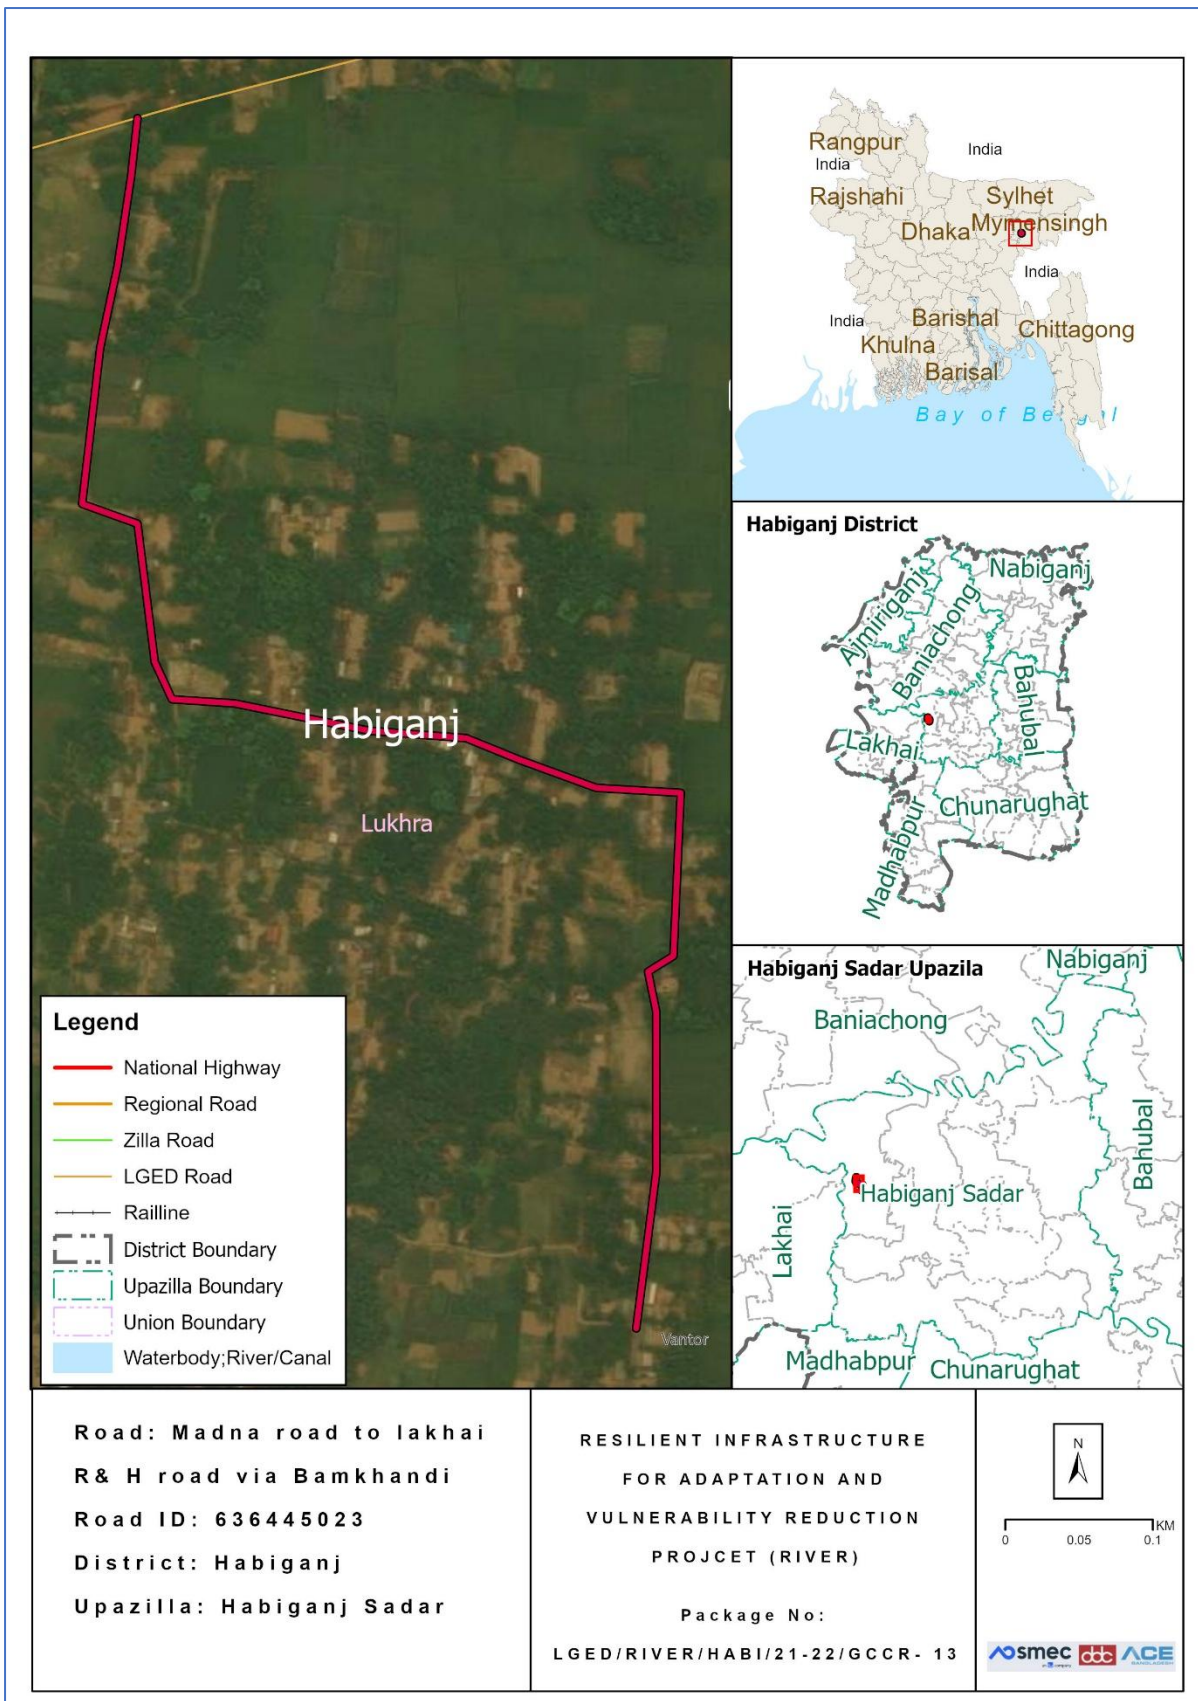 Habiganj
Lukhra
Vantor
Legend
National Highway
Regional Road
Zilla Road
LGED Road
Railline
District Boundary
Upazilla Boundary
Union Boundary
Waterbody;River/Canal
Rangpur
India
India
Rajshahi
Sylhet
Dhaka
Mymensingh
India
India
Barishal
Chittagong
Khulna
Barisal
Bay of Bengal
Habiganj District
Nabiganj
Ajmiriganj
Baniachong
Bahubal
Lakhai
Chunarughat
Madhabpur
Habiganj Sadar Upazila
Nabiganj
Baniachong
Bahubal
Habiganj Sadar
Lakhai
Madhabpur
Chunarughat
Road: Madna road to lakhai
R& H road via Bamkhandi
Road ID: 636445023
District: Habiganj
Upazilla: Habiganj Sadar
RESILIENT INFRASTRUCTURE
FOR ADAPTATION AND
VULNERABILITY REDUCTION
PROJCET (RIVER)
Package No:
LGED/RIVER/HABI/21-22/GCCR- 13
N
KM
0 0.05 0.1
smec ddc ACE
BANGLADESH